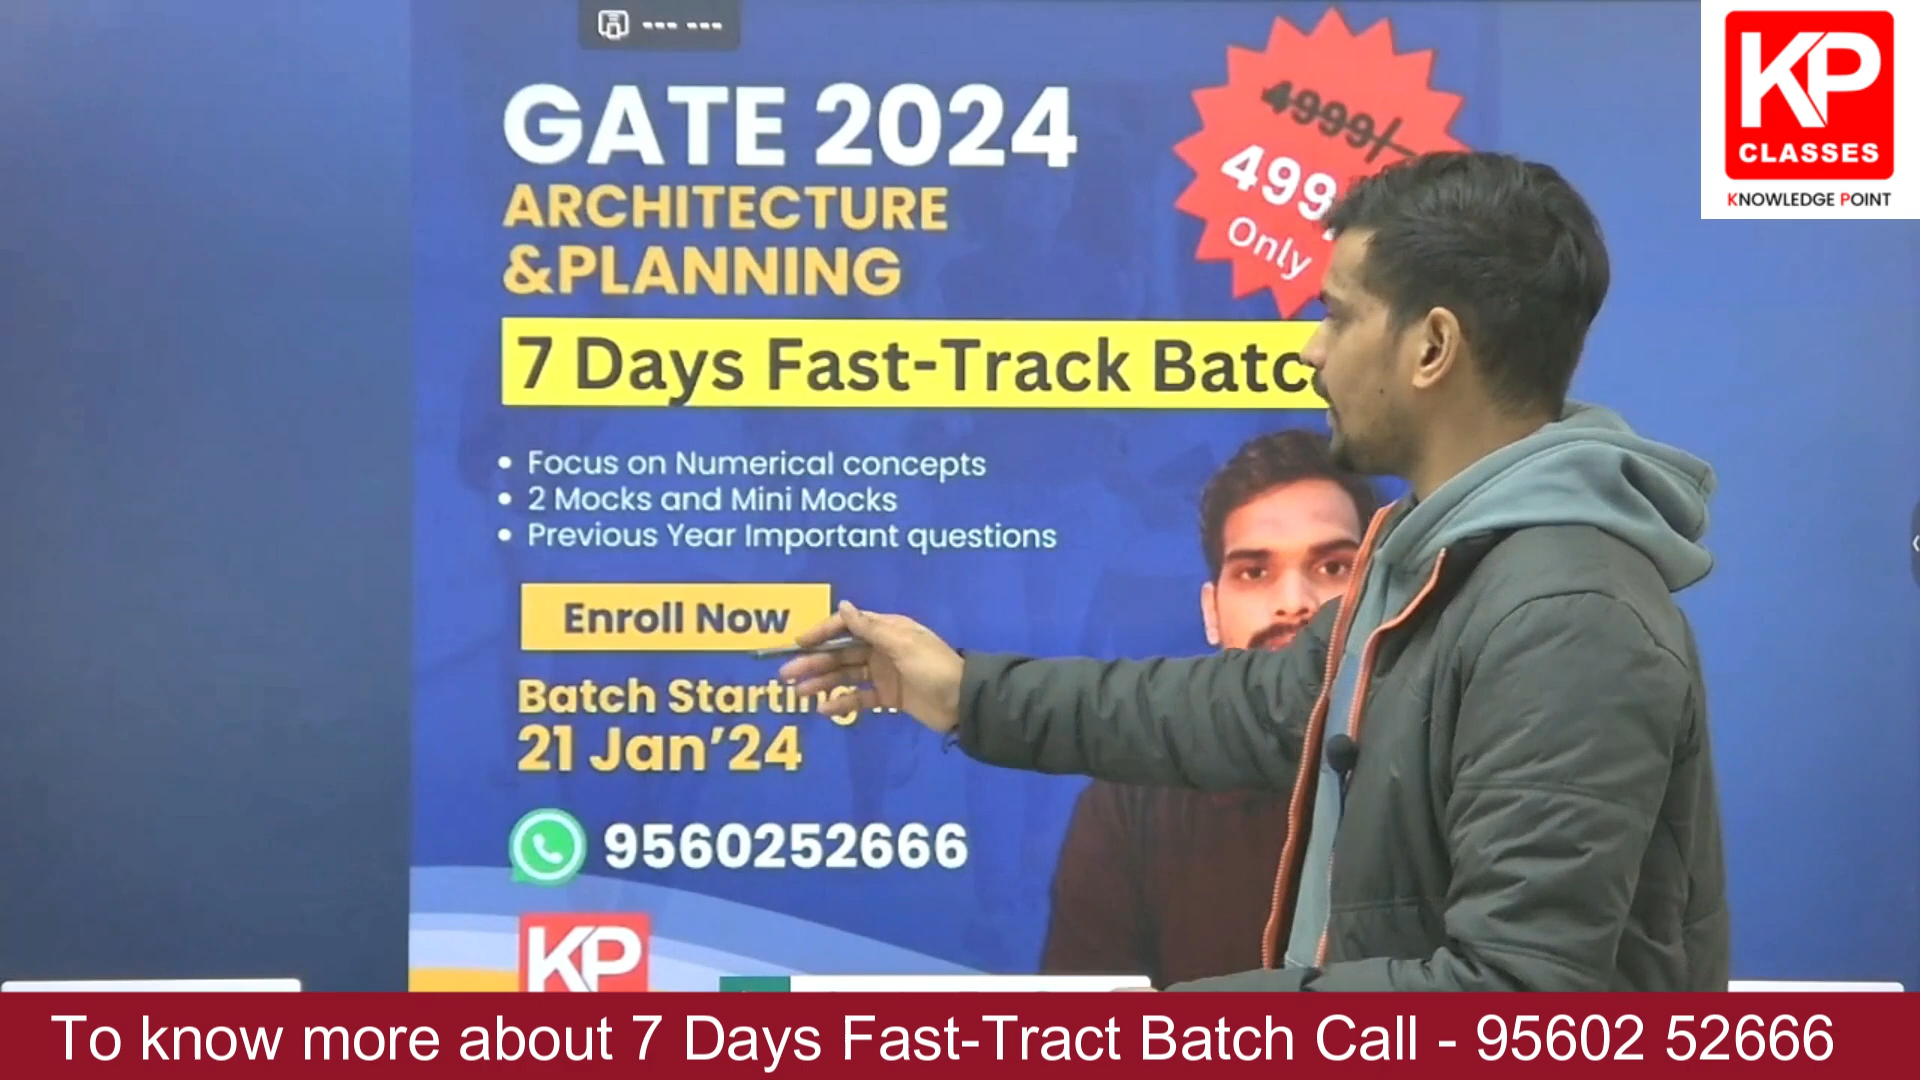 --- ---
GATE 2024
ARCHITECTURE
&PLANNING
4999/-
499
Only
7 Days Fast-Track
• Focus on Numerical concepts
• 2 Mocks and Mini Mocks
• Previous Year Important questions
Enroll Now
Batch Starting
21 Jan’24
9560252666
KP
KP
CLASSES
KNOWLEDGE POINT
To know more about 7 Days Fast-Tract Batch Call - 95602 52666